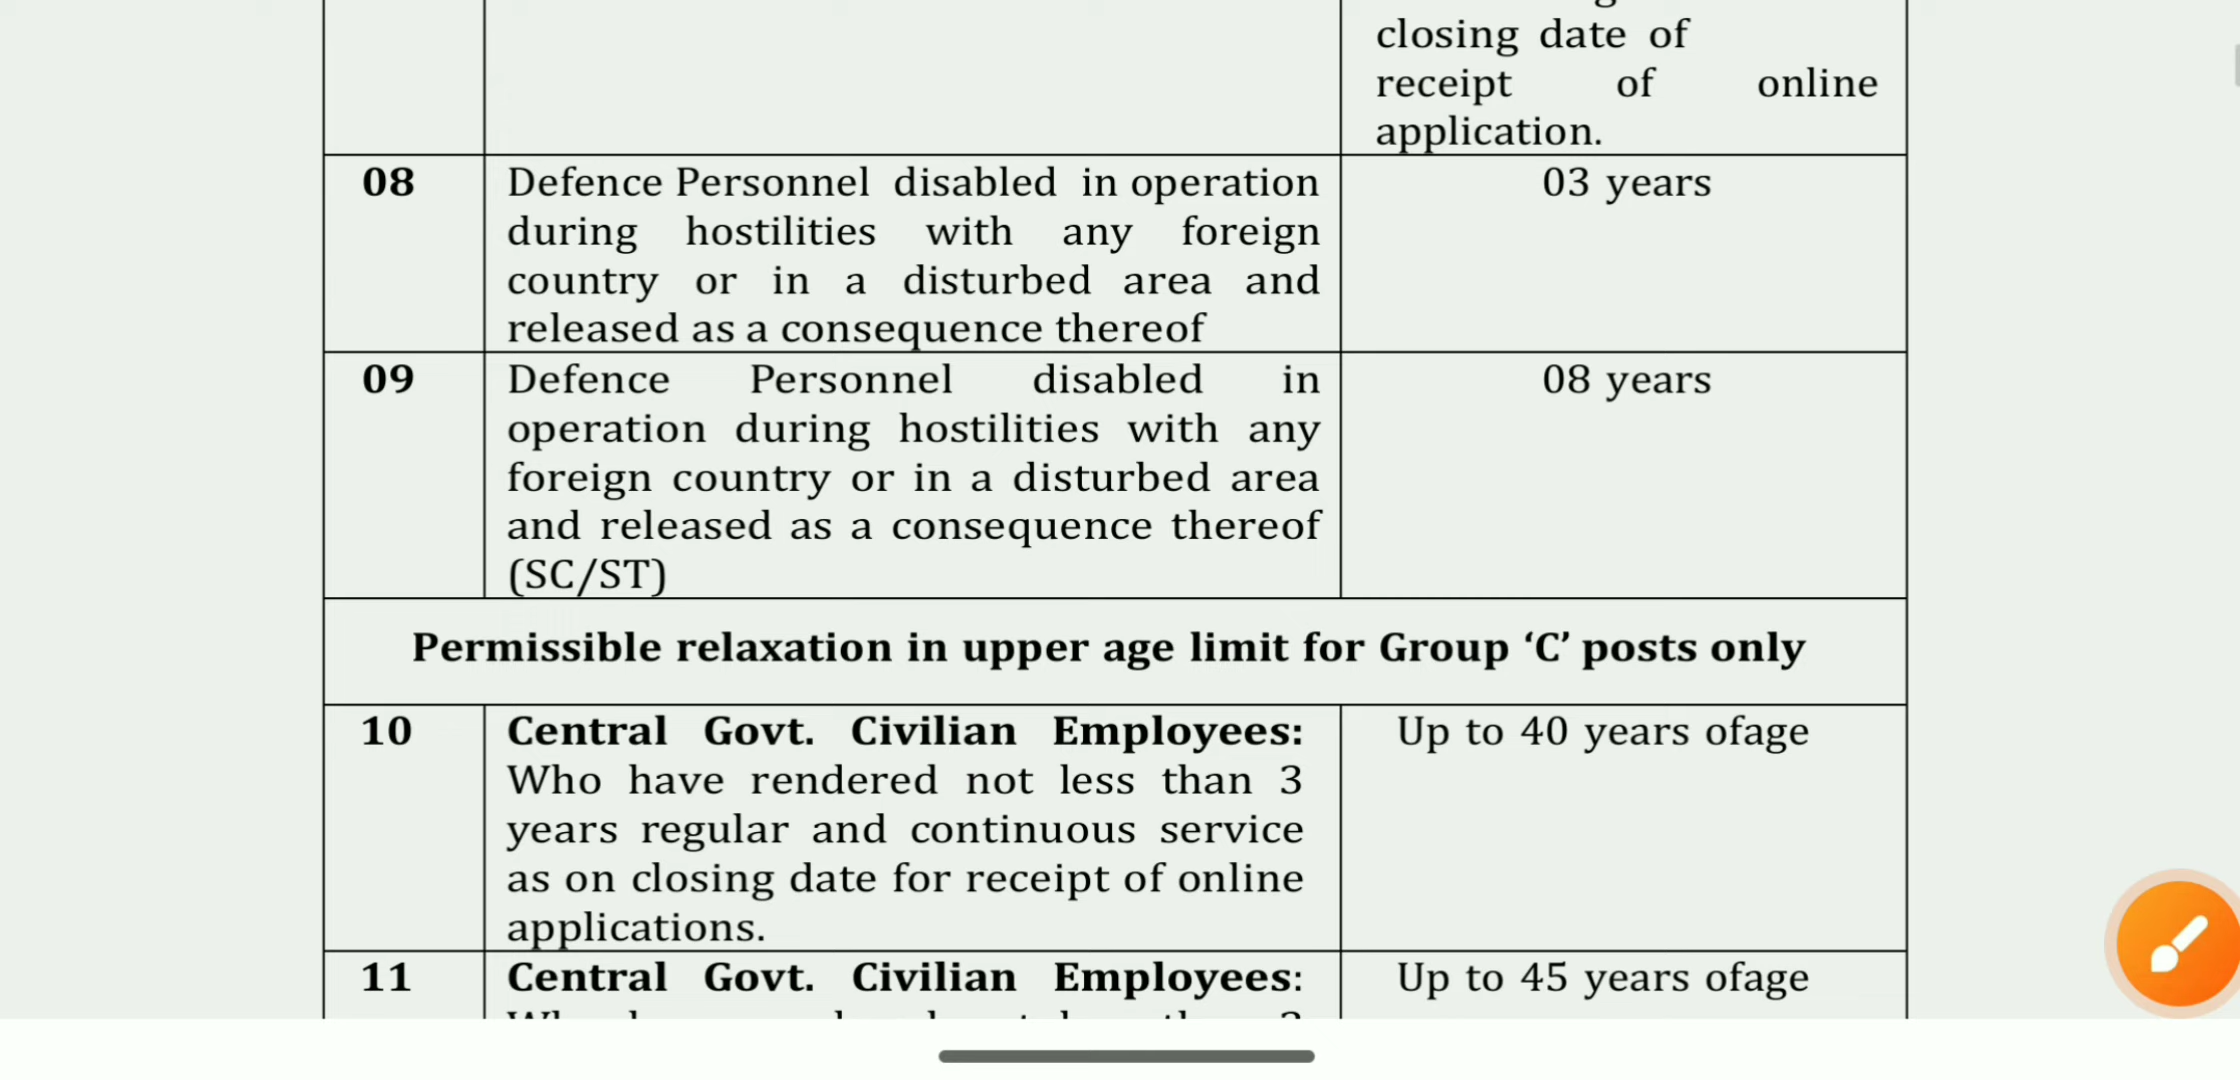 closing date of
receipt of online
application.
08 Defence Personnel disabled in operation 03 years
during hostilities with any foreign
country or in a disturbed area and
released as a consequence thereof
09 Defence Personnel disabled in 08 years
operation during hostilities with any
foreign country or in a disturbed area
and released as a consequence thereof
(SC/ST)
Permissible relaxation in upper age limit for Group ‘C’ posts only
10 Central Govt. Civilian Employees: Up to 40 years ofage
Who have rendered not less than 3
years regular and continuous service
as on closing date for receipt of online
applications.
11 Central Govt. Civilian Employees: Up to 45 years ofage